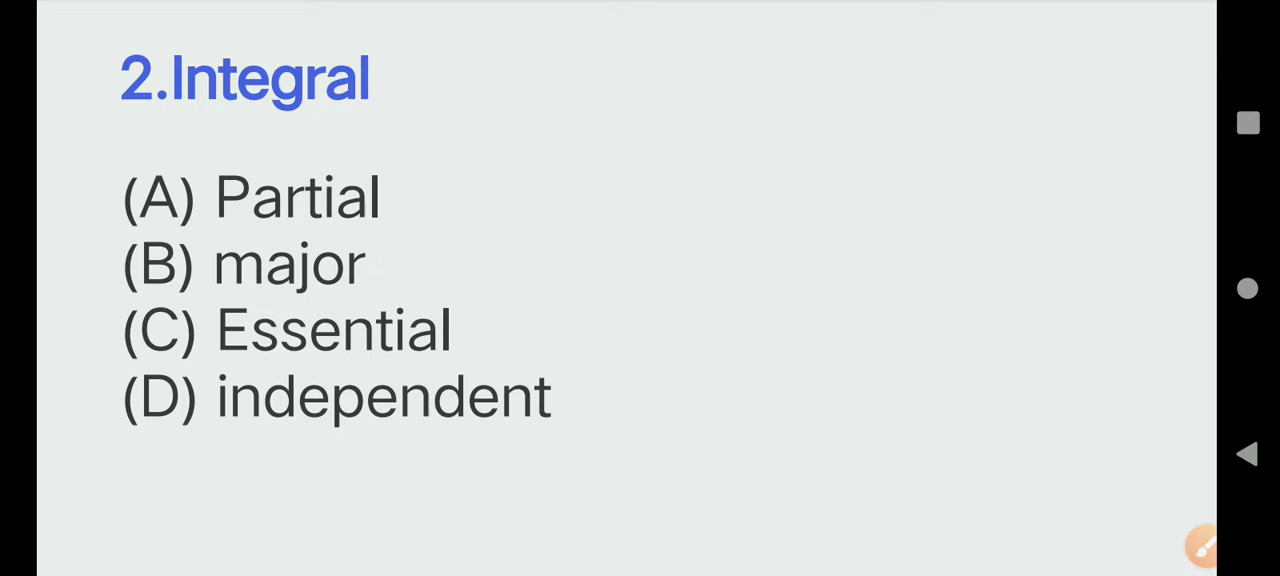 2.Integral
(A) Partial
(B) major
(C) Essential
(D) independent